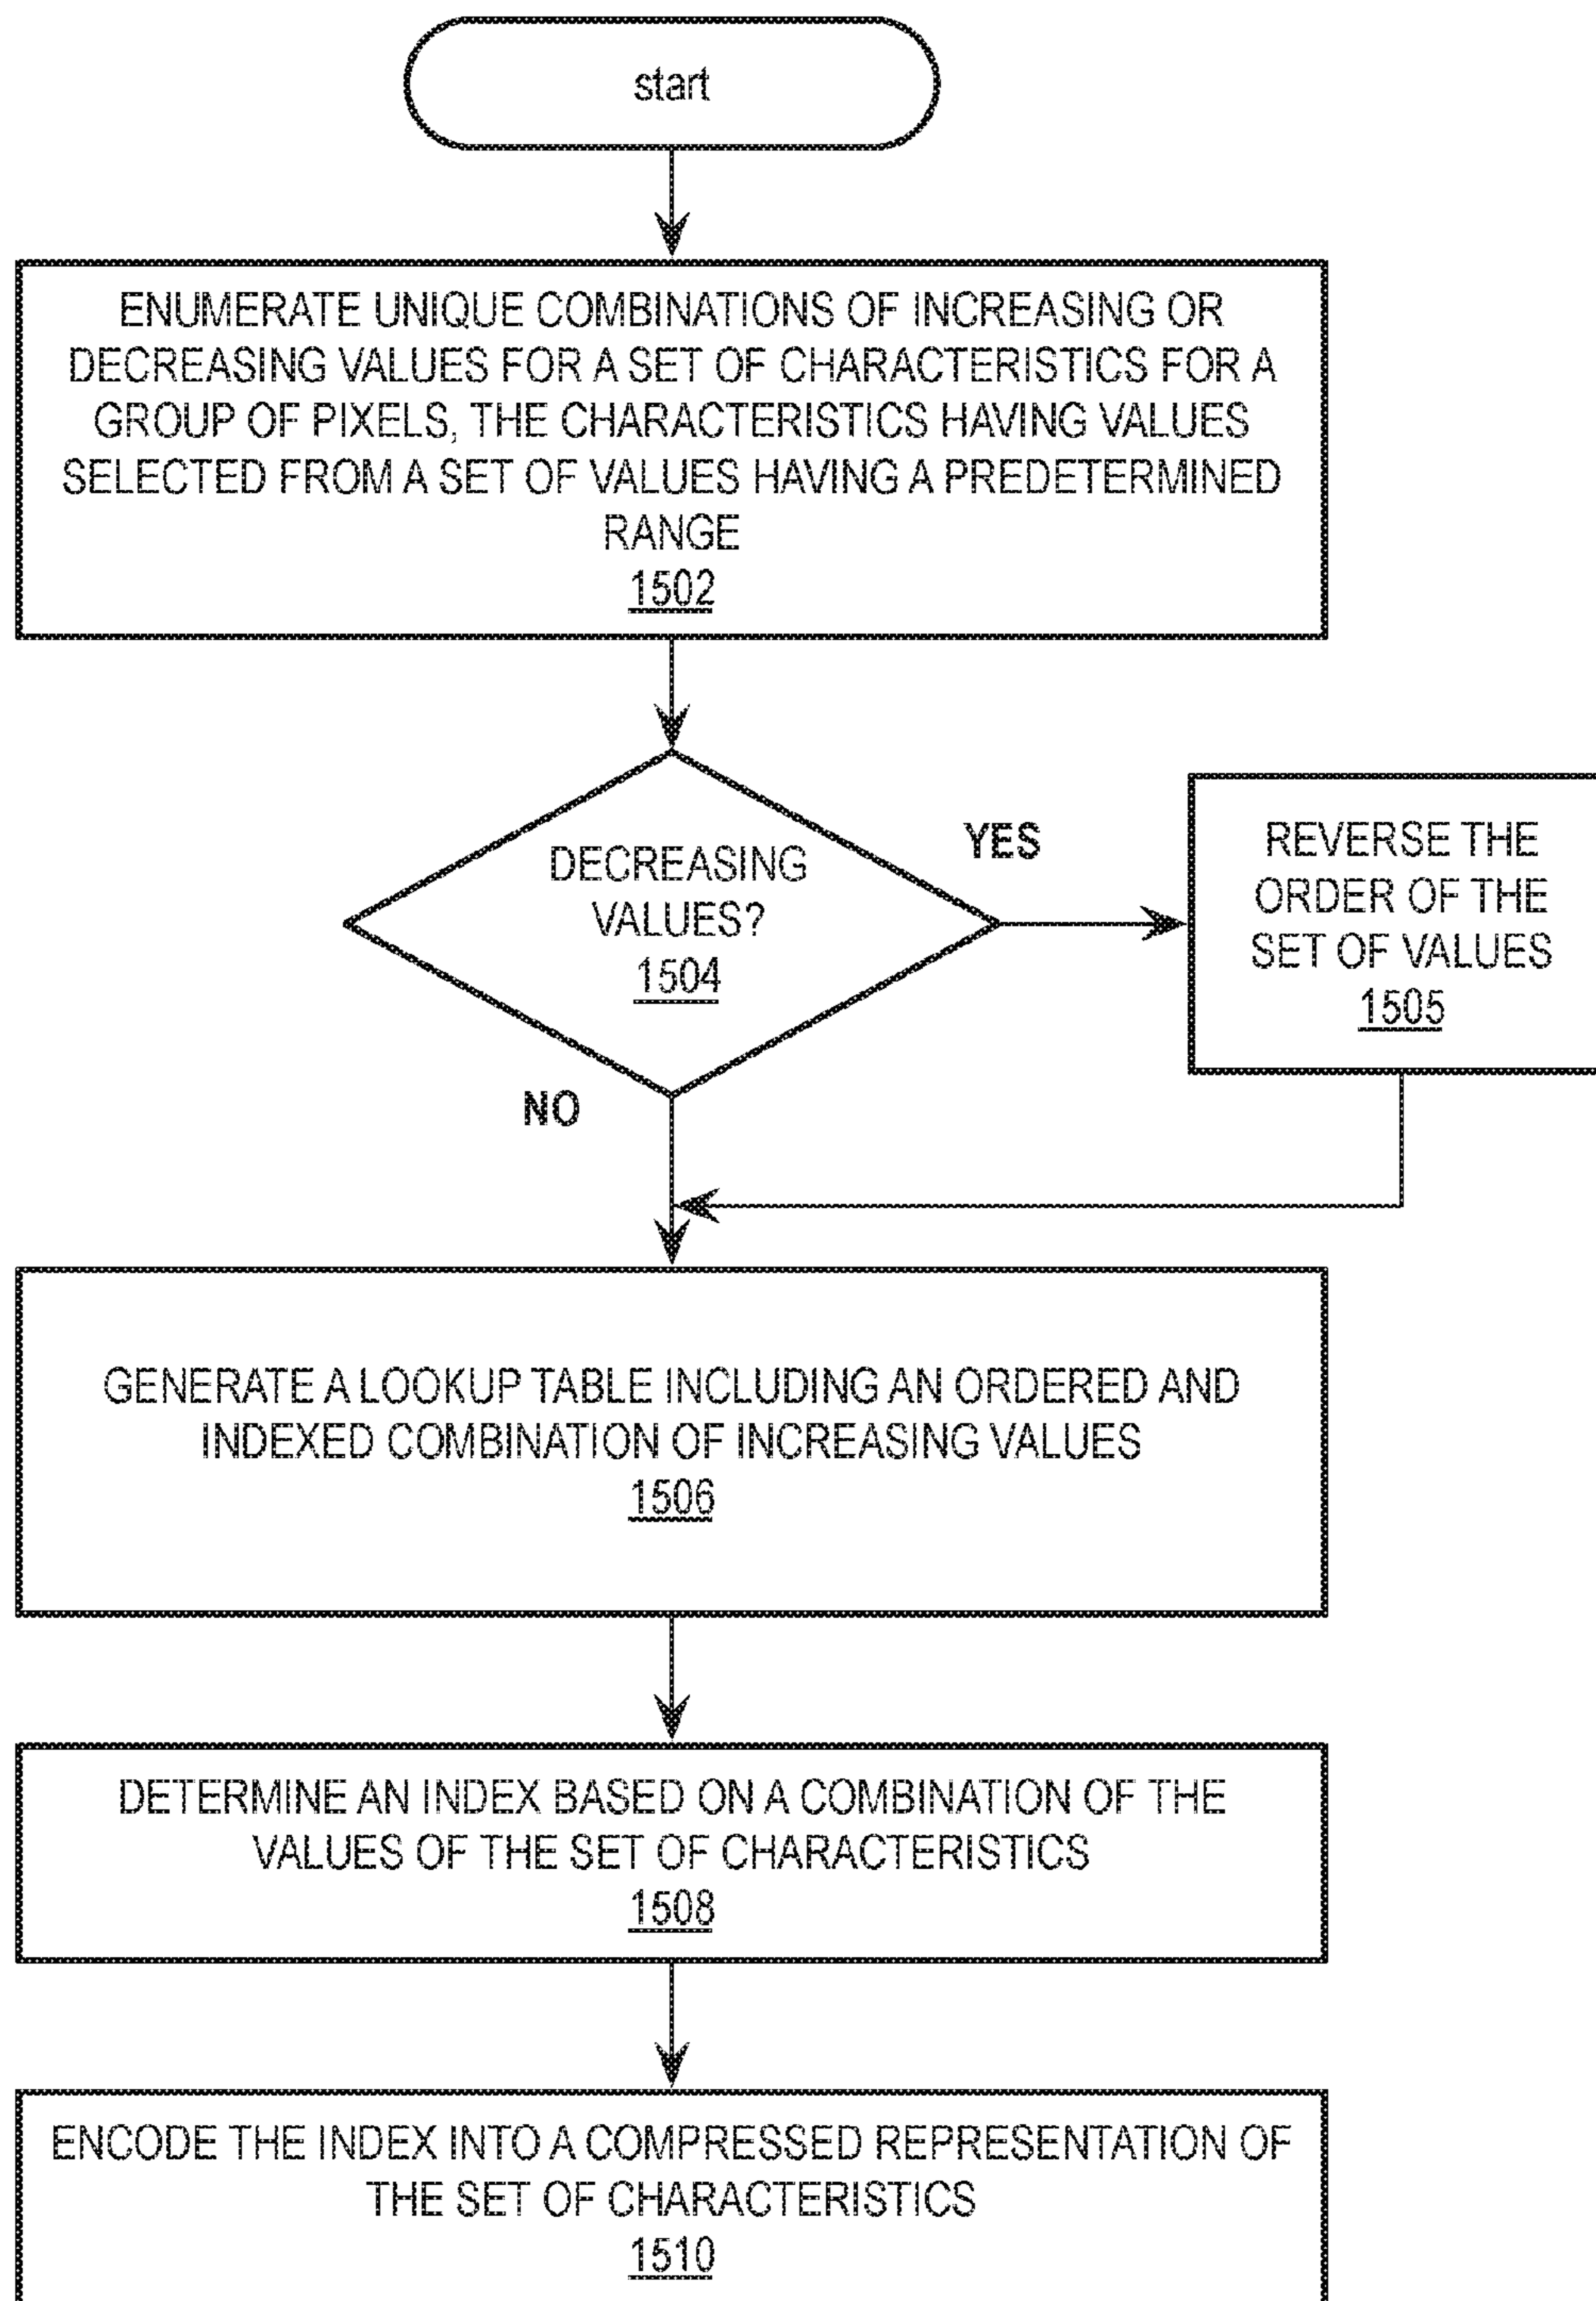 start
ENUMERATE UNIQUE COMBINATIONS OF INCREASING OR
DECREASING VALUES FOR A SET OF CHARACTERISTICS FOR A
GROUP OF PIXELS, THE CHARACTERISTICS HAVING VALUES
SELECTED FROM A SET OF VALUES HAVING A PREDETERMINED
RANGE
1502
DECREASING
VALUES?
1504
YES
REVERSE THE
ORDER OF THE
SET OF VALUES
1505
NO
GENERATE A LOOKUP TABLE INCLUDING AN ORDERED AND
INDEXED COMBINATION OF INCREASING VALUES
1506
DETERMINE AN INDEX BASED ON A COMBINATION OF THE
VALUES OF THE SET OF CHARACTERISTICS
1508
ENCODE THE INDEX INTO A COMPRESSED REPRESENTATION OF
THE SET OF CHARACTERISTICS
1510